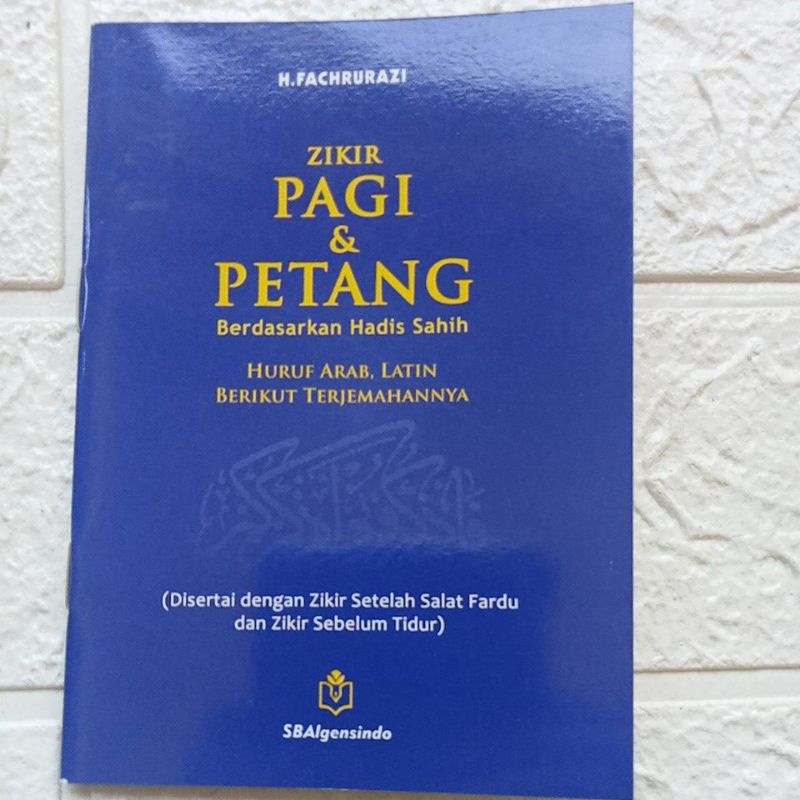 H.FACHRURAZI
ZIKIR
PAGI
&
PETANG
Berdasarkan Hadis Sahih
HURUF ARAB, LATIN
BERIKUT TERJEMAHANNYA
(Disertai dengan Zikir Setelah Salat Fardu
dan Zikir Sebelum Tidur)
SBAlgensindo